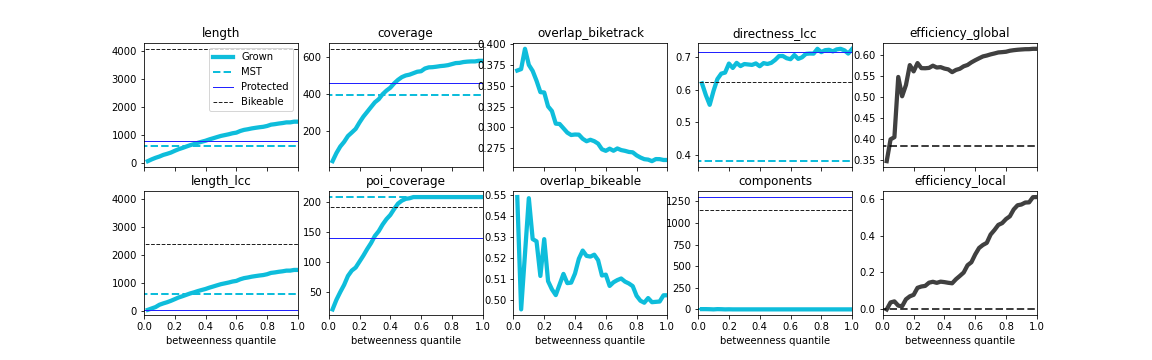 length
4000
3000
2000
1000
0
Grown
MST
Protected
Bikeable
coverage
600
400
200
overlap_biketrack
0.400
0.375
0.350
0.325
0.300
0.275
directness_lcc
0.7
0.6
0.5
0.4
efficiency_global
0.60
0.55
0.50
0.45
0.40
0.35
length_lcc
4000
3000
2000
1000
0
0.0 0.2 0.4 0.6 0.8 1.0
betweenness quantile
poi_coverage
200
150
100
50
0.0 0.2 0.4 0.6 0.8 1.0
betweenness quantile
overlap_bikeable
0.55
0.54
0.53
0.52
0.51
0.50
0.0 0.2 0.4 0.6 0.8 1.0
betweenness quantile
components
1250
1000
750
500
250
0
0.0 0.2 0.4 0.6 0.8 1.0
betweenness quantile
efficiency_local
0.6
0.4
0.2
0.0
0.0 0.2 0.4 0.6 0.8 1.0
betweenness quantile